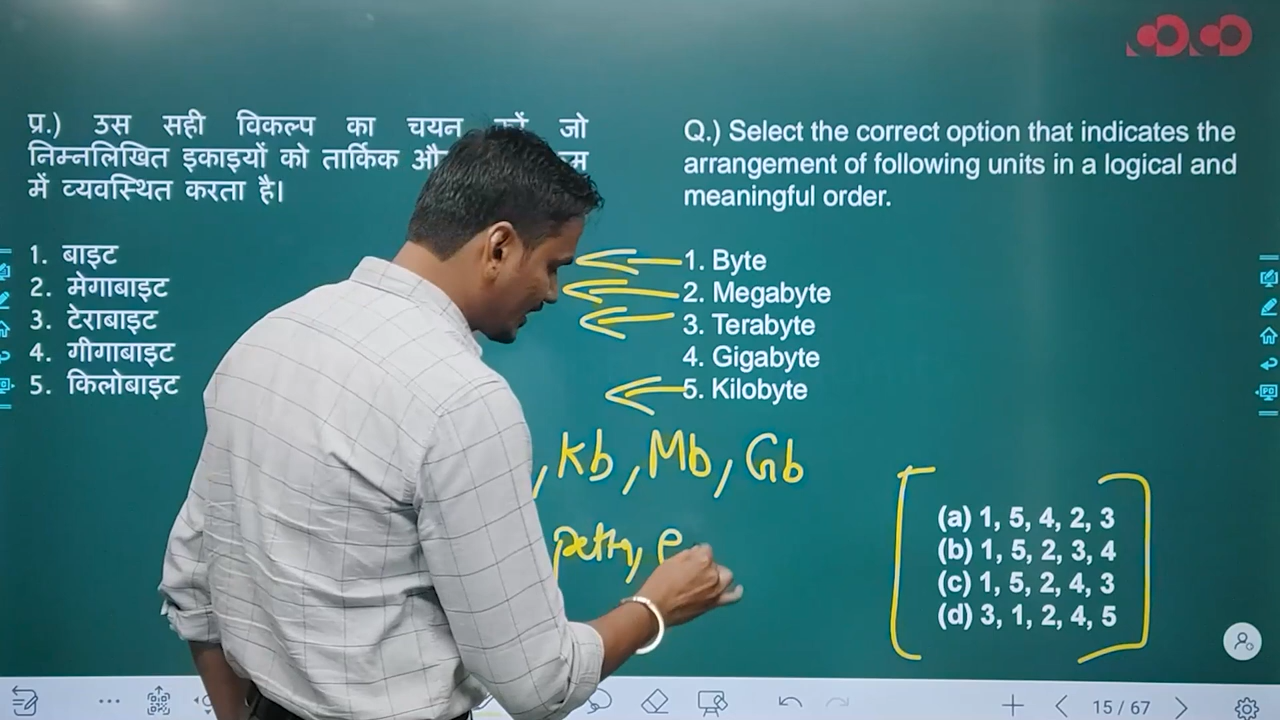 प्र.) उस सही विकल्प का चयन जो
निम्नलिखित इकाइयों को तार्किक
में व्यवस्थित करता है।
1. बाइट
2. मेगाबाइट
3. टेराबाइट
4. गीगाबाइट
5. किलोबाइट
Q.) Select the correct option that indicates the
arrangement of following units in a logical and
meaningful order.
1. Byte
2. Megabyte
3. Terabyte
4. Gigabyte
5. Kilobyte
, Kb, Mb, Gb
petta, e
(a) 1, 5, 4, 2, 3
(b) 1, 5, 2, 3, 4
(c) 1, 5, 2, 4, 3
(d) 3, 1, 2, 4, 5
15 / 67